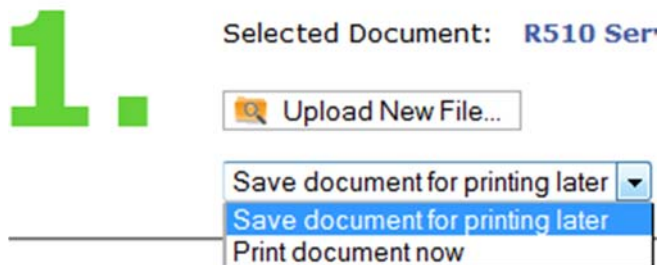 1.
Selected Document: R510 Ser
Upload New File...
Save document for printing later
Save document for printing later
Print document now